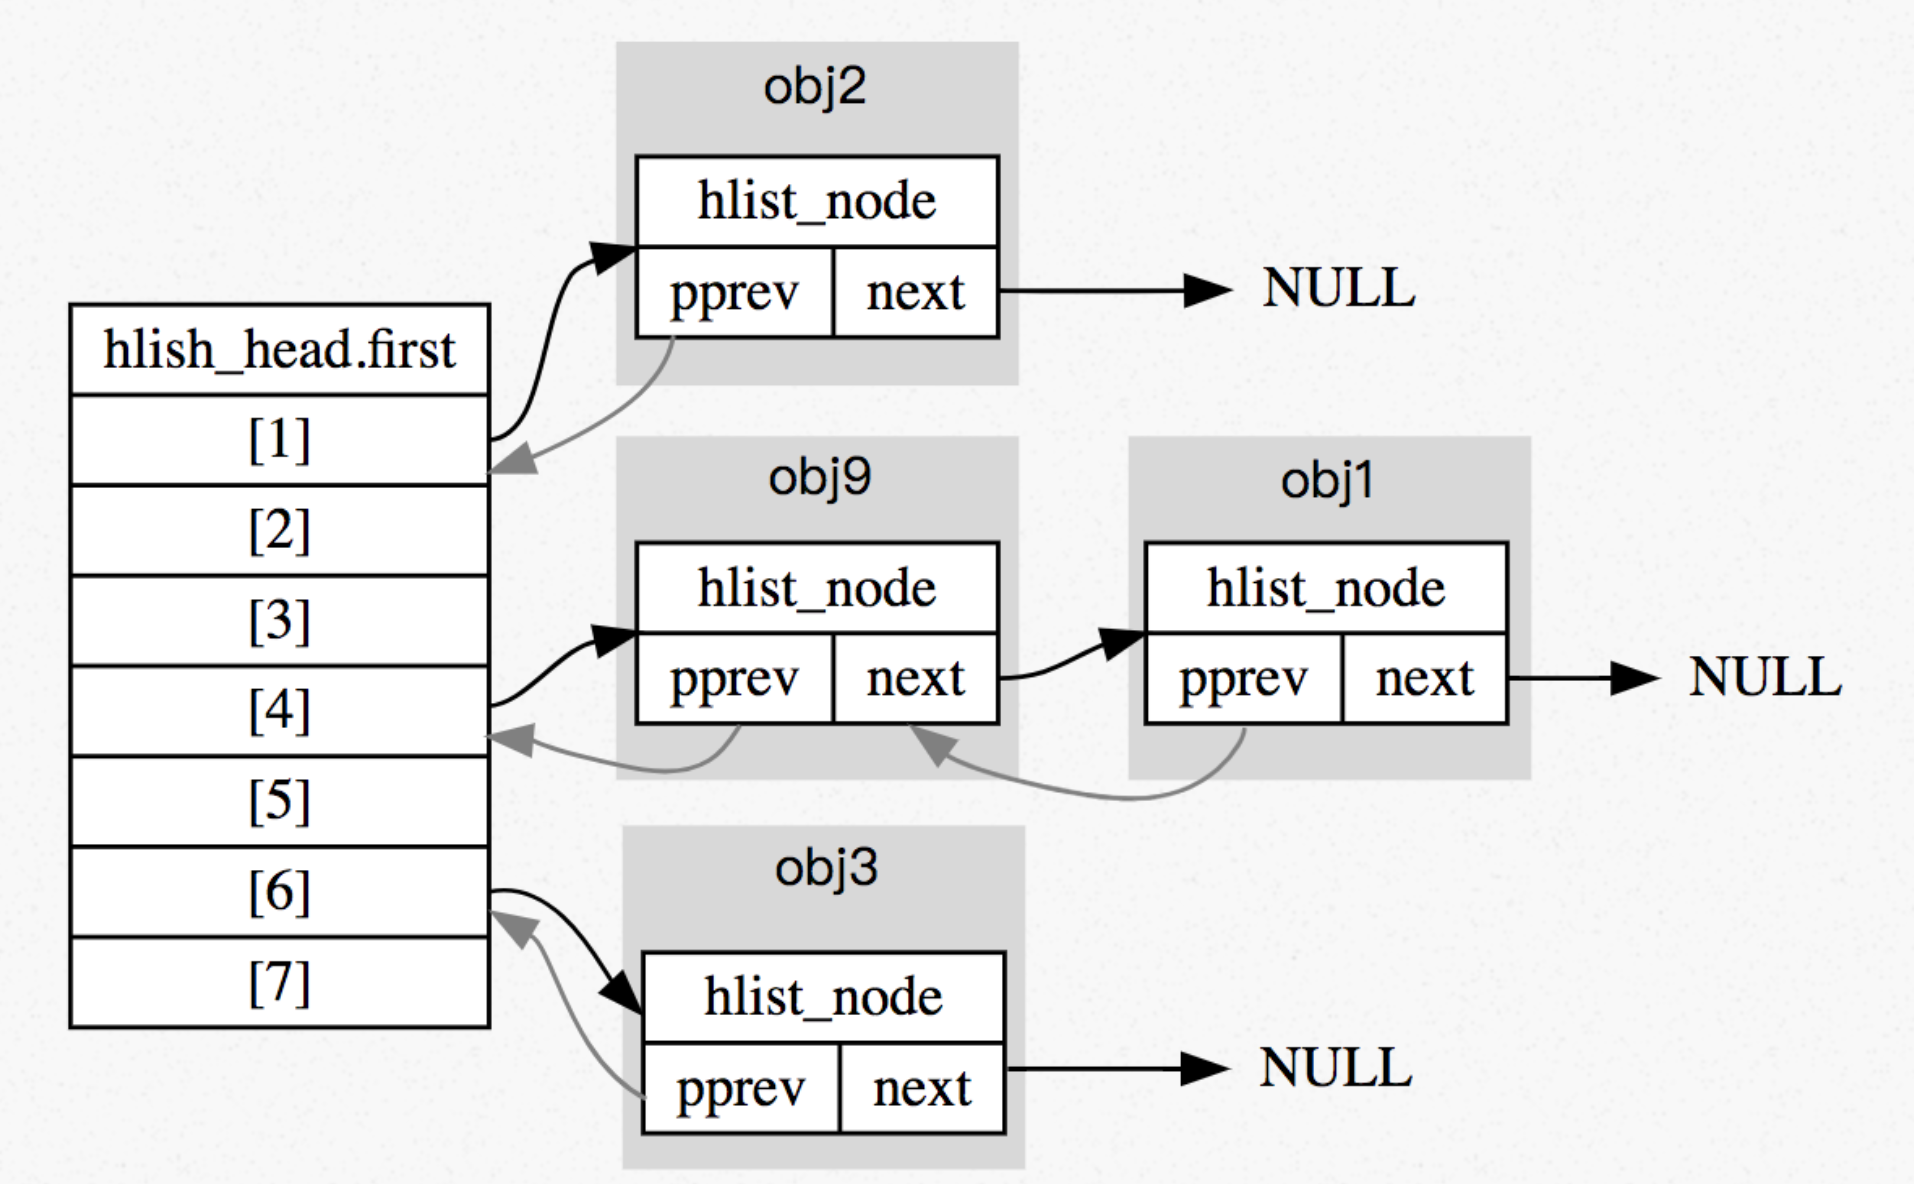 obj2
hlist_node
pprev
next
NULL
hlish_head.first
[1]
[2]
[3]
[4]
[5]
[6]
[7]
obj9
hlist_node
pprev
next
obj1
hlist_node
pprev
next
NULL
obj3
hlist_node
pprev
next
NULL